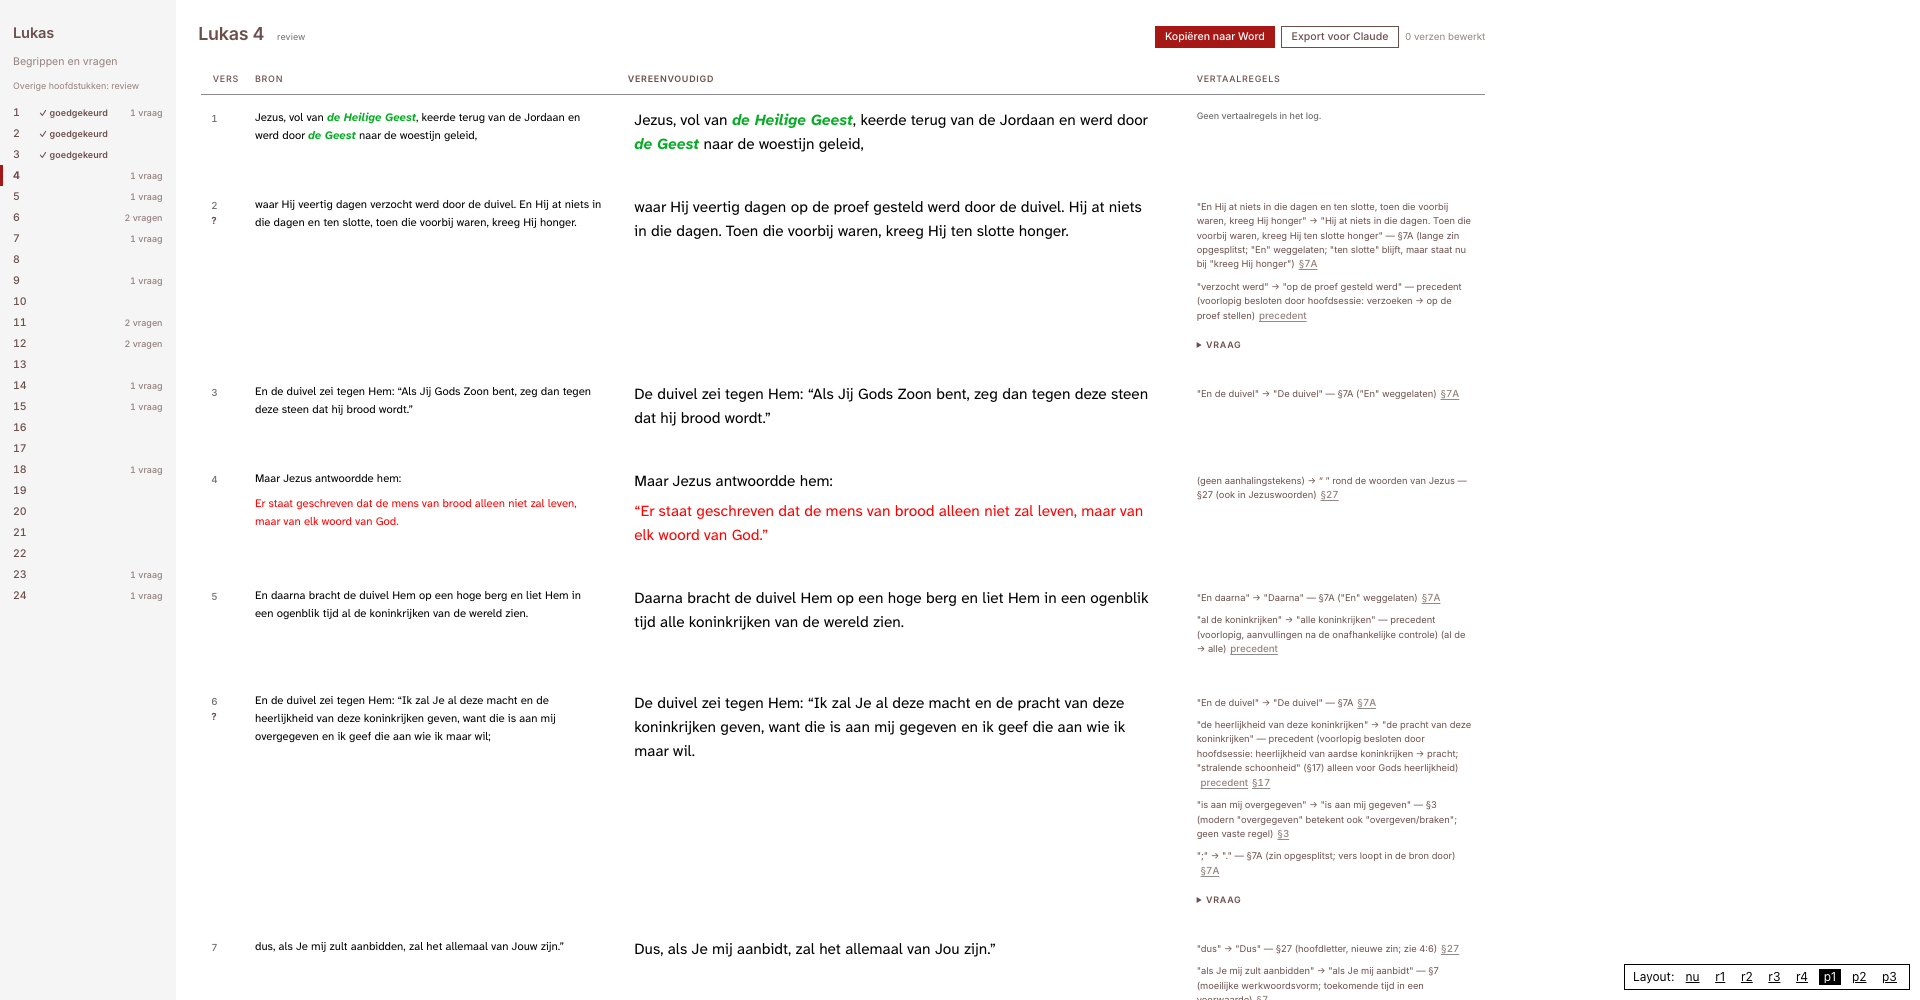 Lukas
Begrippen en vragen
Overige hoofdstukken: review
1 ✓ goedgekeurd 1 vraag
2 ✓ goedgekeurd
3 ✓ goedgekeurd
4 1 vraag
5 1 vraag
6 2 vragen
7 1 vraag
8
9 1 vraag
10
11 2 vragen
12 2 vragen
13
14 1 vraag
15 1 vraag
16
17
18 1 vraag
19
20
21
22
23 1 vraag
24 1 vraag
Lukas 4 review
Kopiëren naar Word Export voor Claude 0 verzen bewerkt
VERS BRON VEREENVOUDIGD VERTAALREGELS
1
Jezus, vol van de Heilige Geest, keerde terug van de Jordaan en
werd door de Geest naar de woestijn geleid,
Jezus, vol van de Heilige Geest, keerde terug van de Jordaan en werd door
de Geest naar de woestijn geleid,
Geen vertaalregels in het log.
2
?
waar Hij veertig dagen verzocht werd door de duivel. En Hij at niets in
die dagen en ten slotte, toen die voorbij waren, kreeg Hij honger.
waar Hij veertig dagen op de proef gesteld werd door de duivel. Hij at niets
in die dagen. Toen die voorbij waren, kreeg Hij ten slotte honger.
"En Hij at niets in die dagen en ten slotte, toen die voorbij
waren, kreeg Hij honger" → "Hij at niets in die dagen. Toen die
voorbij waren, kreeg Hij ten slotte honger" — §7A (lange zin
opgesplitst; "En" weggelaten; "ten slotte" blijft, maar staat nu
bij "kreeg Hij honger") §7A
"verzocht werd" → "op de proef gesteld werd" — precedent
(voorlopig besloten door hoofdsessie: verzoeken → op de
proef stellen) precedent
▶ VRAAG
3
En de duivel zei tegen Hem: “Als Jij Gods Zoon bent, zeg dan tegen
deze steen dat hij brood wordt.”
De duivel zei tegen Hem: “Als Jij Gods Zoon bent, zeg dan tegen deze steen
dat hij brood wordt.”
"En de duivel" → "De duivel" — §7A ("En" weggelaten) §7A
4
Maar Jezus antwoordde hem:
Er staat geschreven dat de mens van brood alleen niet zal leven,
maar van elk woord van God.
Maar Jezus antwoordde hem:
“Er staat geschreven dat de mens van brood alleen niet zal leven, maar van
elk woord van God.”
(geen aanhalingstekens) → “ ” rond de woorden van Jezus —
§27 (ook in Jezuswoorden) §27
5
En daarna bracht de duivel Hem op een hoge berg en liet Hem in
een ogenblik tijd al de koninkrijken van de wereld zien.
Daarna bracht de duivel Hem op een hoge berg en liet Hem in een ogenblik
tijd alle koninkrijken van de wereld zien.
"En daarna" → "Daarna" — §7A ("En" weggelaten) §7A
"al de koninkrijken" → "alle koninkrijken" — precedent
(voorlopig, aanvullingen na de onafhankelijke controle) (al de
→ alle) precedent
6
?
En de duivel zei tegen Hem: “Ik zal Je al deze macht en de
heerlijkheid van deze koninkrijken geven, want die is aan mij
overgegeven en ik geef die aan wie ik maar wil;
De duivel zei tegen Hem: “Ik zal Je al deze macht en de pracht van deze
koninkrijken geven, want die is aan mij gegeven en ik geef die aan wie ik
maar wil.
"En de duivel" → "De duivel" — §7A §7A
"de heerlijkheid van deze koninkrijken" → "de pracht van deze
koninkrijken" — precedent (voorlopig besloten door
hoofdsessie: heerlijkheid van aardse koninkrijken → pracht;
"stralende schoonheid" (§17) alleen voor Gods heerlijkheid)
precedent §17
"is aan mij overgegeven" → "is aan mij gegeven" — §3
(modern "overgegeven" betekent ook "overgeven/braken";
geen vaste regel) §3
";" → "." — §7A (zin opgesplitst; vers loopt in de bron door)
§7A
▶ VRAAG
7
dus, als Je mij zult aanbidden, zal het allemaal van Jouw zijn.”
Dus, als Je mij aanbidt, zal het allemaal van Jou zijn.”
"dus" → "Dus" — §27 (hoofdletter, nieuwe zin; zie 4:6) §27
"als Je mij zult aanbidden" → "als Je mij aanbidt" — §7
(moeilijke werkwoordsvorm; toekomende tijd in een
voorwaarde) §7
Layout: nu r1 r2 r3 r4 p1 p2 p3